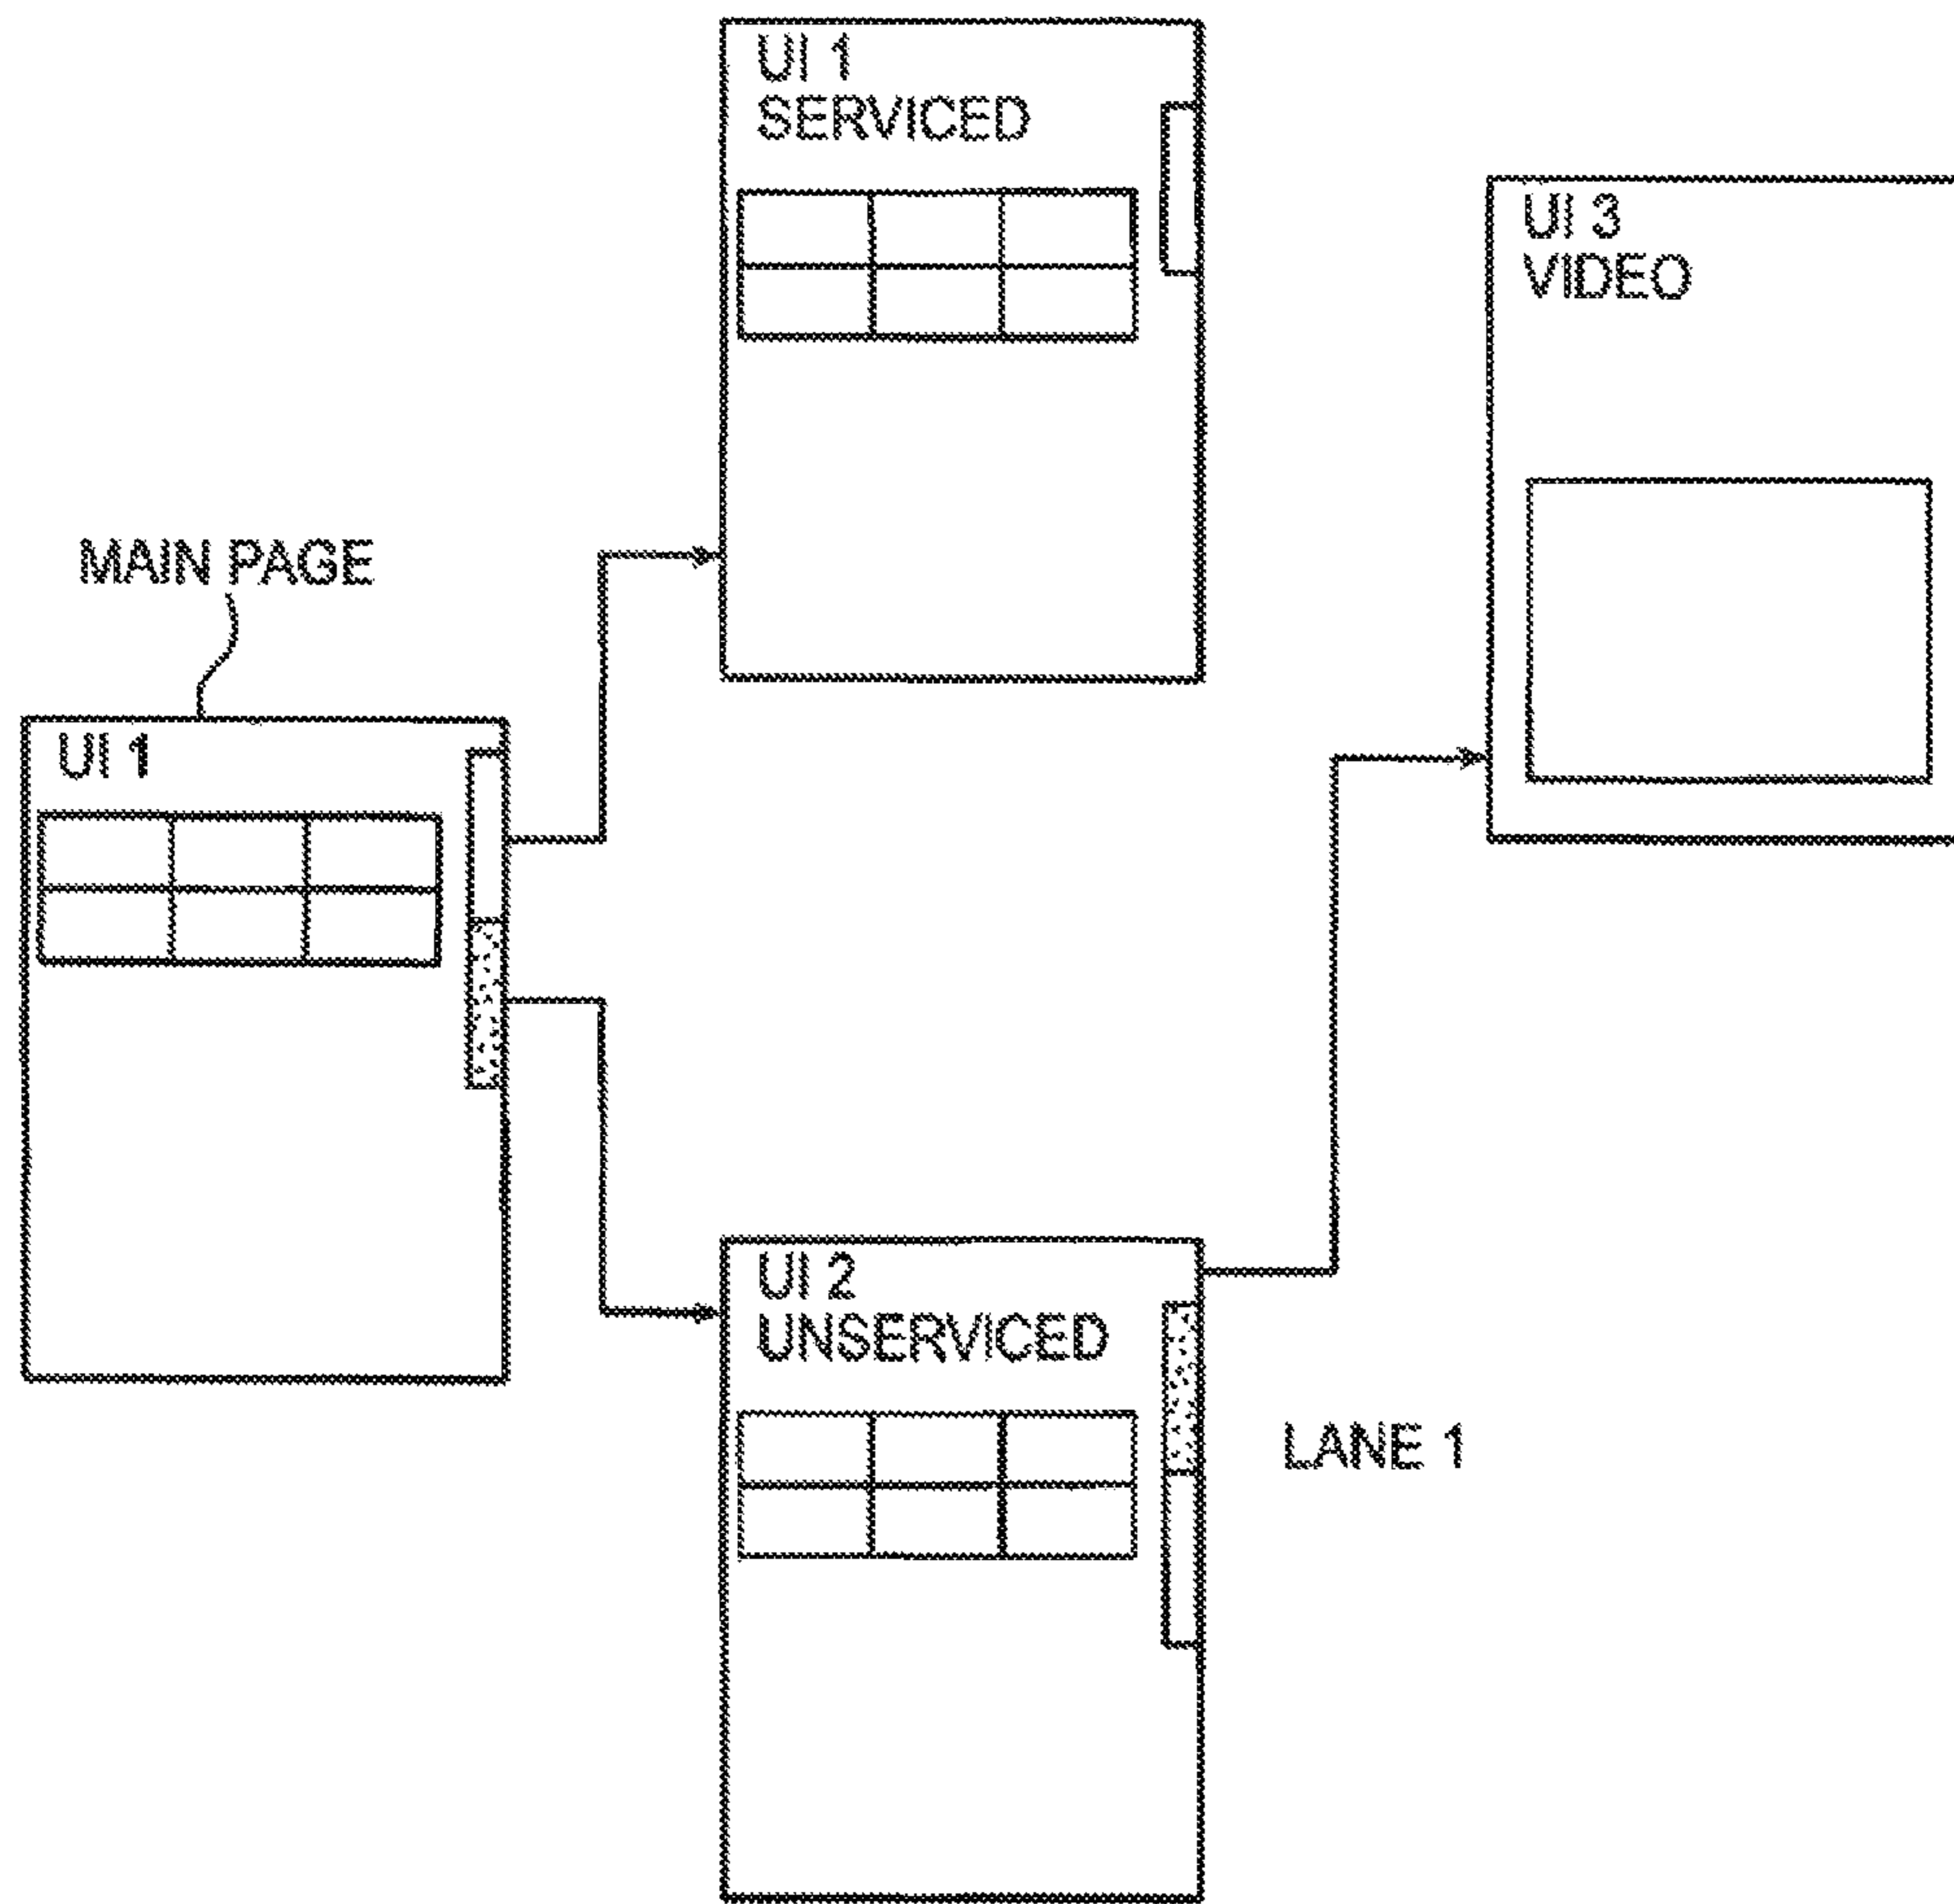 UI 1
SERVICED
UI 3
VIDEO
MAIN PAGE
UI 1
UI 2
UNSERVICED
LANE 1